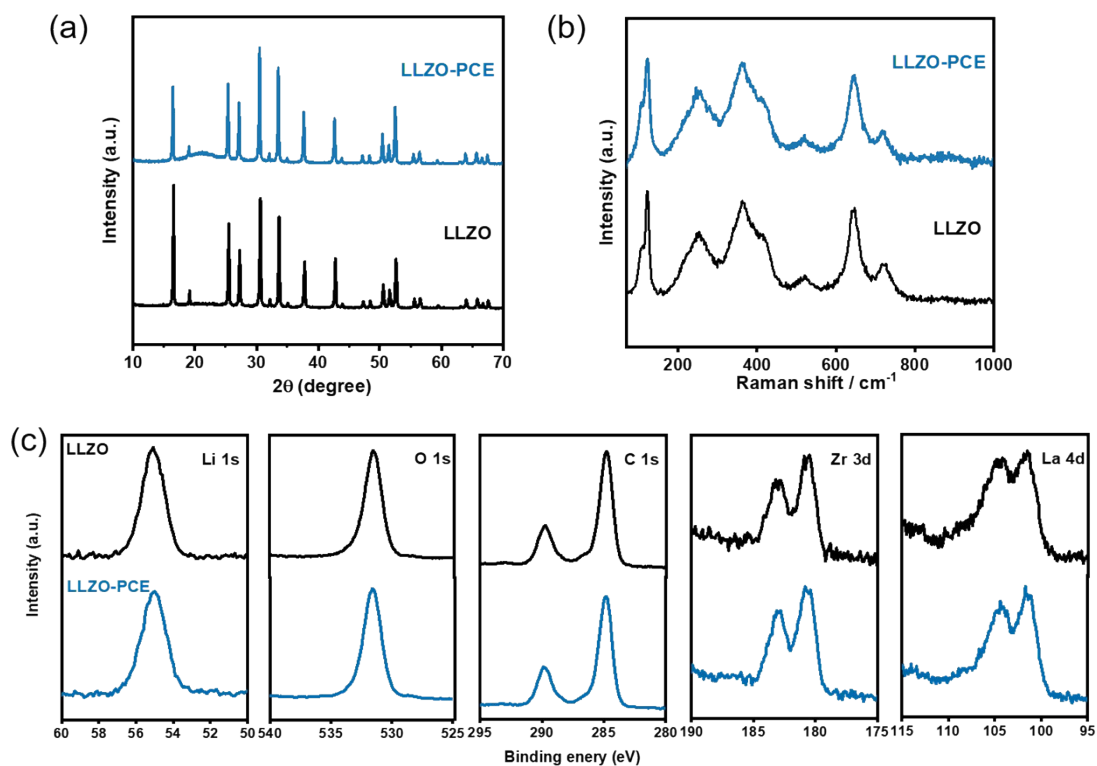 (a)
LLZO-PCE
LLZO
Intensity (a.u.)
10 20 30 40 50 60 70
2θ (degree)
(b)
LLZO-PCE
LLZO
Intensity (a.u.)
200 400 600 800 1000
Raman shift / cm⁻¹
(c)
LLZO
LLZO-PCE
Intensity (a.u.)
Li 1s
60 56 54 52 50
O 1s
540 530 525
C 1s
295 290 285 280
Zr 3d
190 185 180 175
La 4d
115 105 100 95
Binding enery (eV)